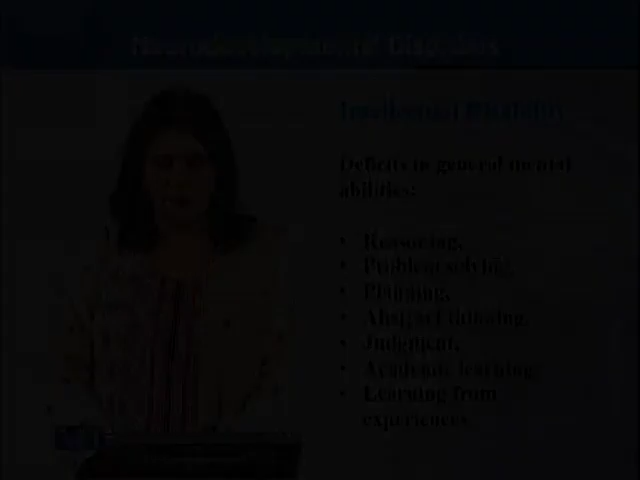 Neurodevelopmental Disorders
Intellectual Disability
Deficits in general mental
abilities:
• Reasoning,
• Problem solving,
• Planning,
• Abstract thinking,
• Judgment,
• Academic learning,
• Learning from
experiences.